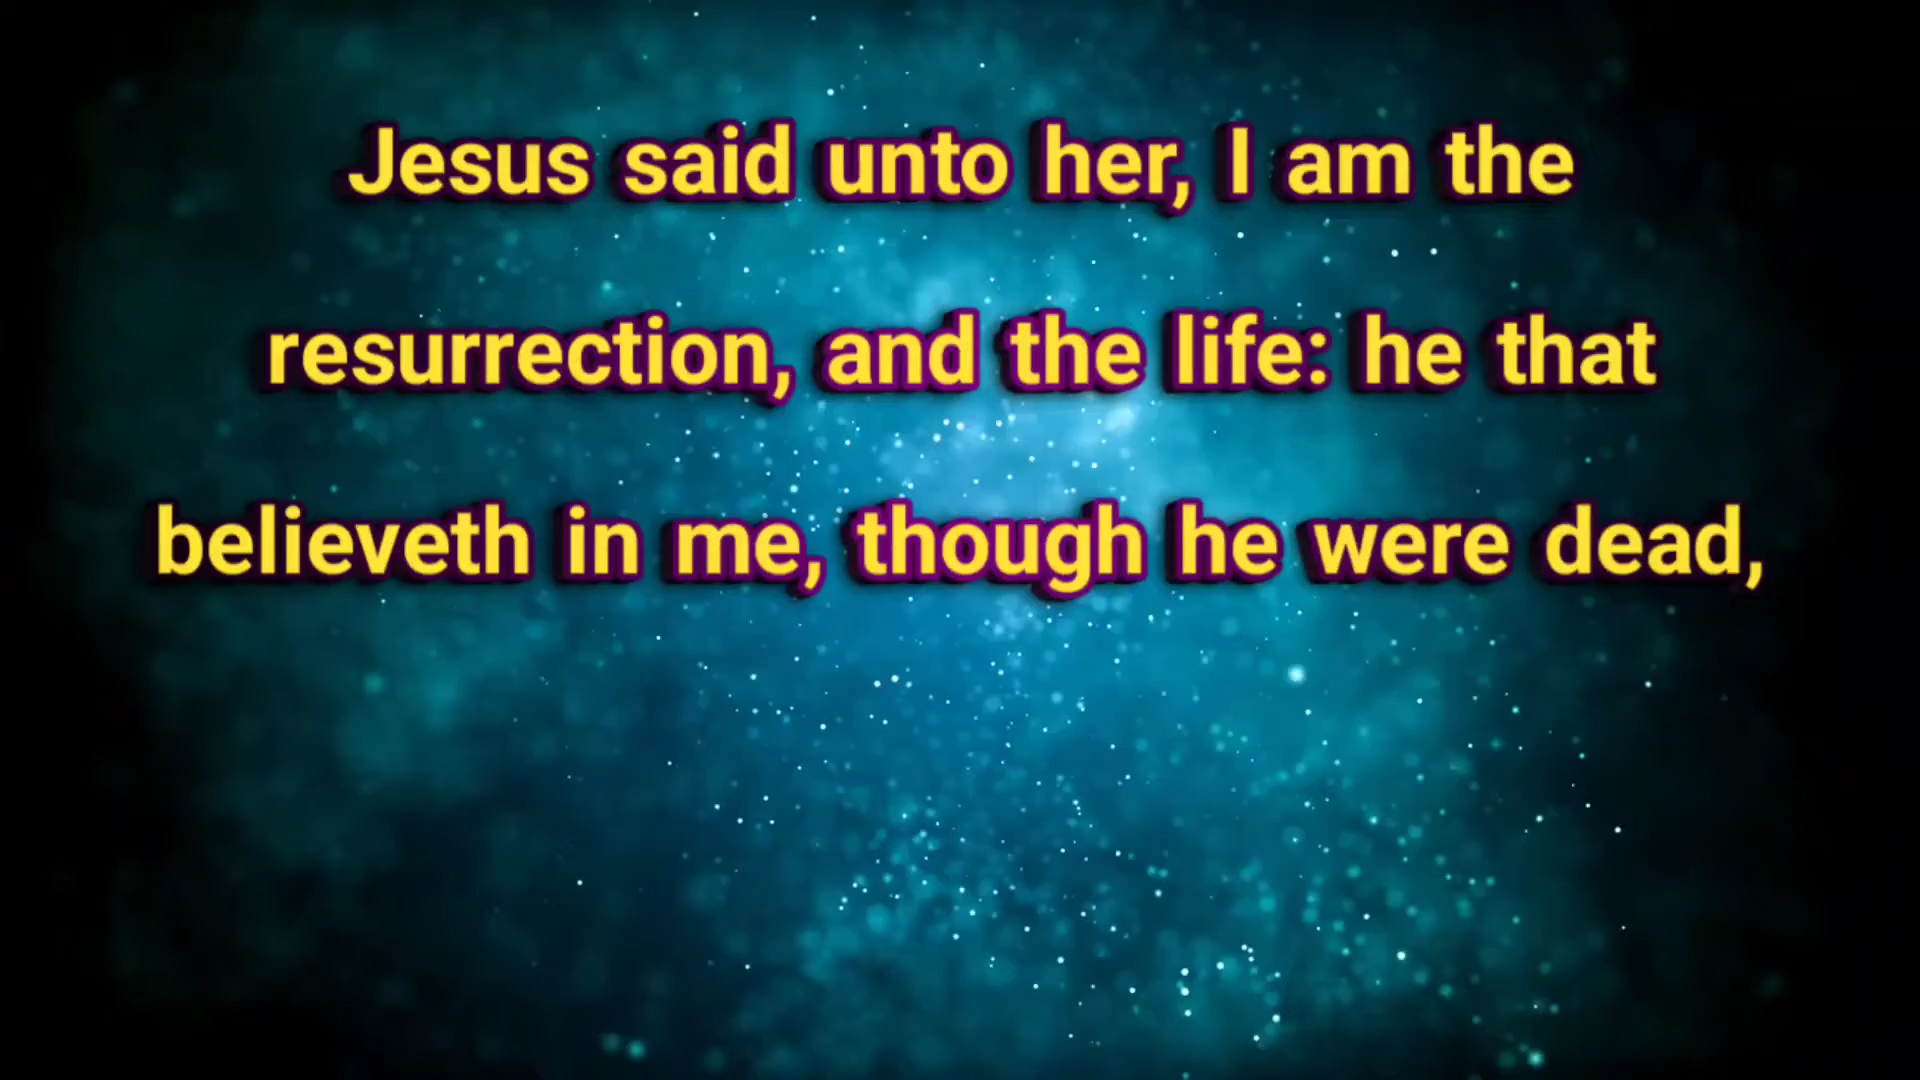 Jesus said unto her, I am the
resurrection, and the life: he that
believeth in me, though he were dead,